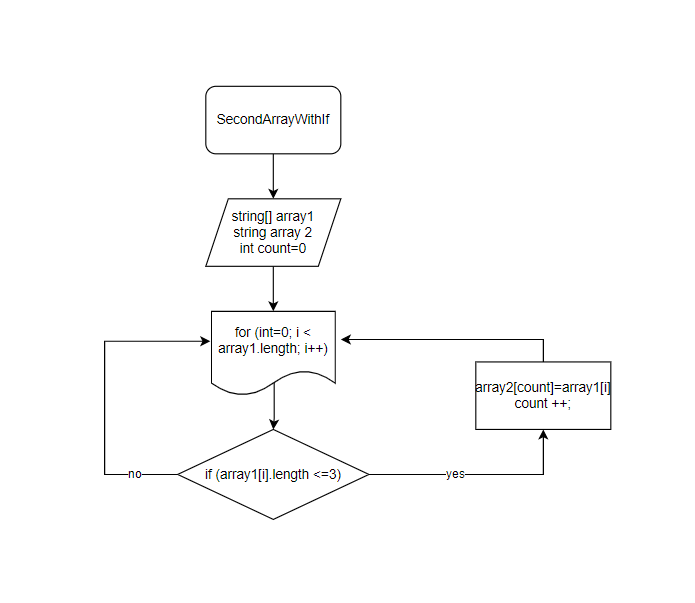 SecondArrayWithIf
string[] array1
string array 2
int count=0
for (int=0; i <
array1.length; i++)
array2[count]=array1[i]
count ++;
if (array1[i].length <=3)
no
yes